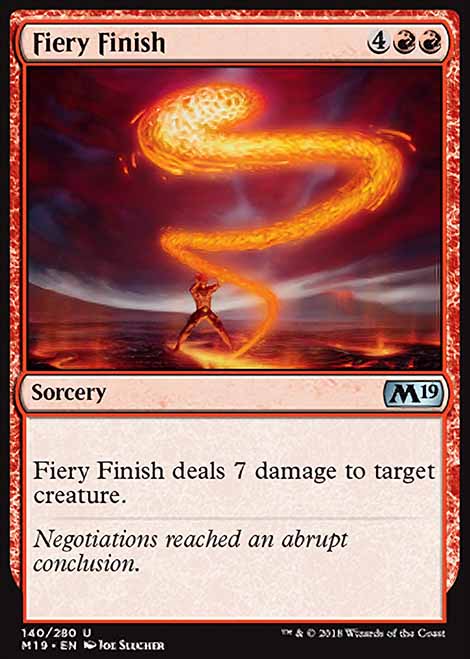 Fiery Finish 4
Sorcery M19
Fiery Finish deals 7 damage to target
creature.
Negotiations reached an abrupt
conclusion.
140/280 U
M19 • EN Joe Slucher
™ & © 2018 Wizards of the Coast